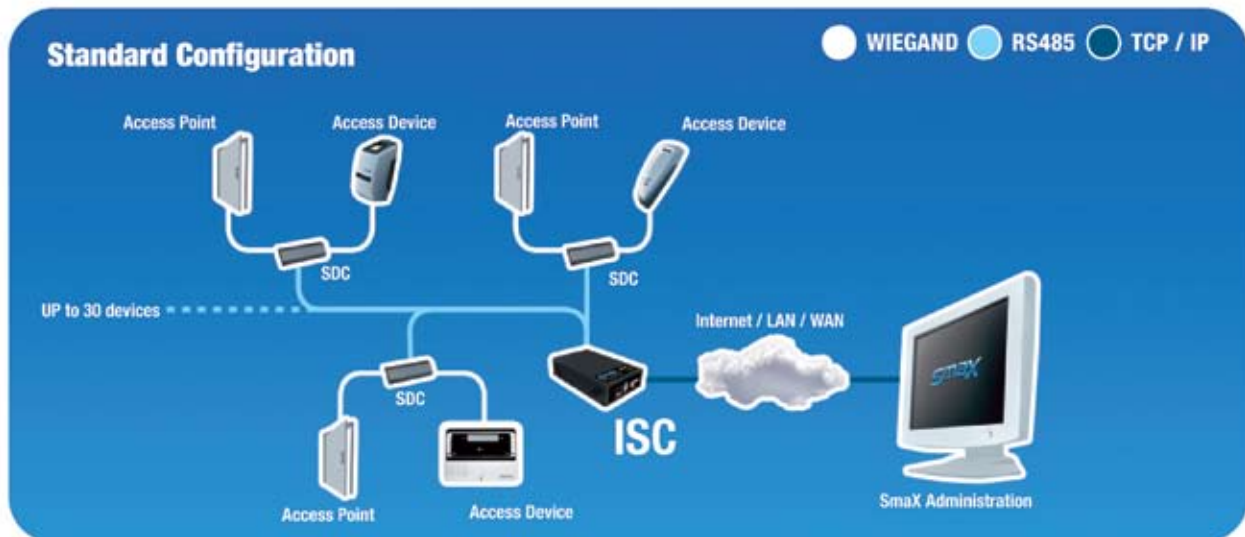 Standard Configuration
WIEGAND
RS485
TCP / IP
Access Point
Access Device
Access Point
Access Device
SDC
SDC
UP to 30 devices
Internet / LAN / WAN
SmaX
SDC
ISC
Access Point
Access Device
SmaX Administration